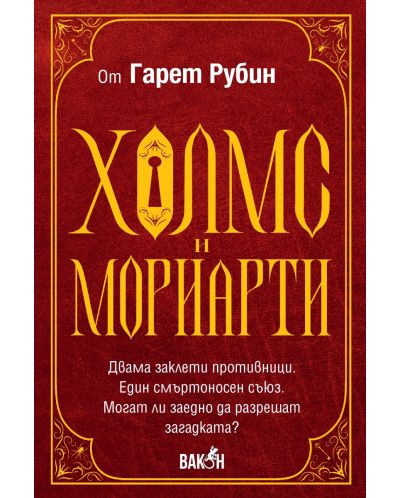 От Гарет Рубин
ХОЛМС
и
МОРИАРТИ
Двама заклети противници.
Един смъртоносен съюз.
Могат ли заедно да разрешат
загадката?
ВАКОН